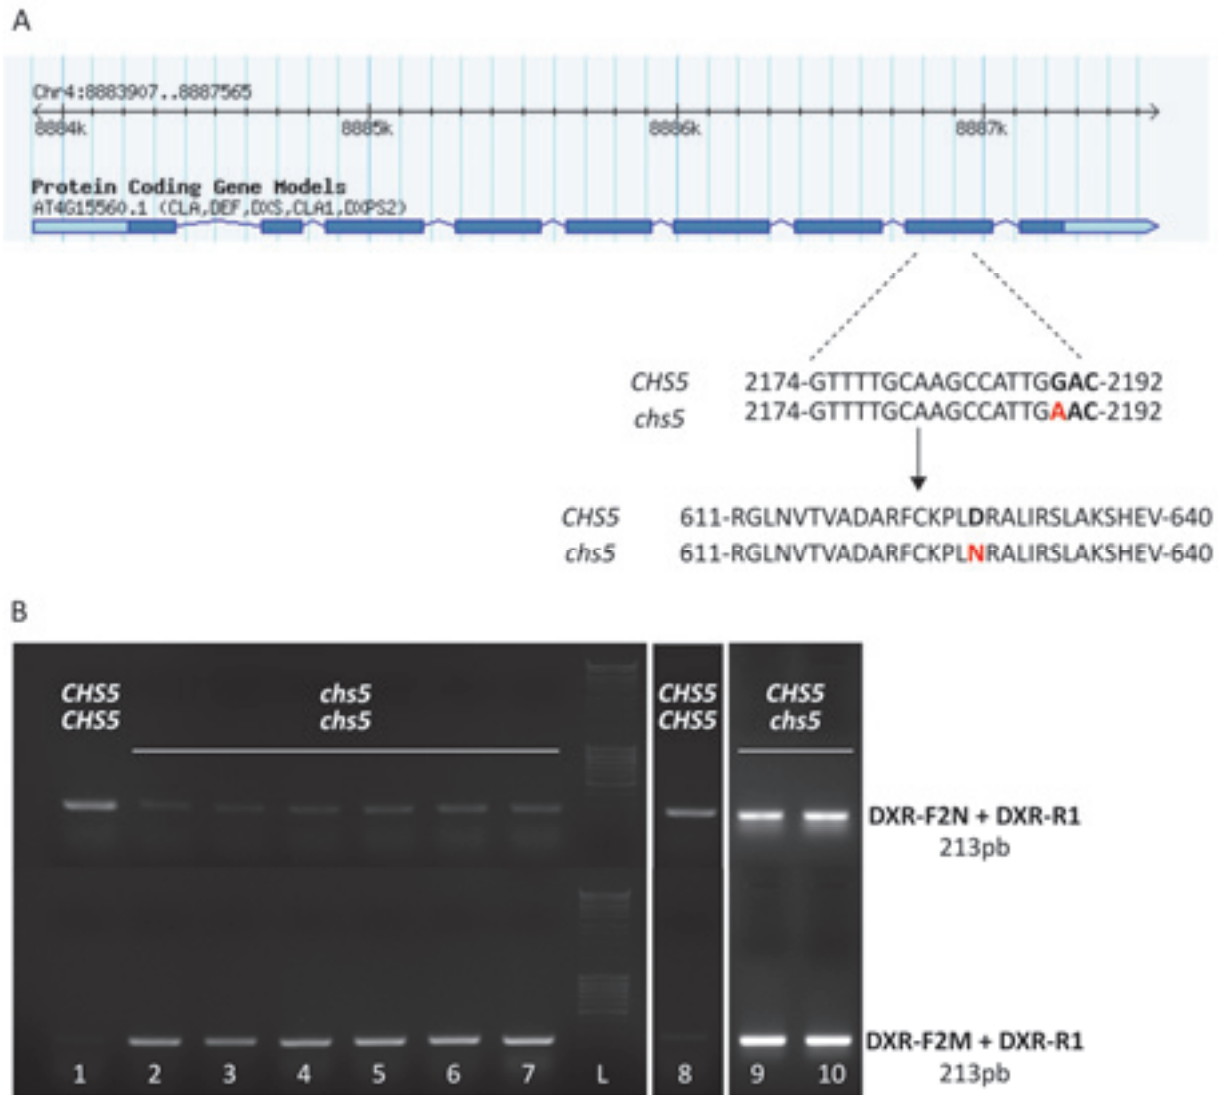 A
Chr4:8883907..8887565
8884k 8885k 8886k 8887k
Protein Coding Gene Models
AT4G15560.1 (CLA,DEF,DXS,CLA1,DXPS2)
CHS5 2174-GTTTTGCAAGCCATTGGAC-2192
chs5 2174-GTTTTGCAAGCCATTGAAC-2192
CHS5 611-RGLNVTVADARFCKPLDRALIRSLAKSHEV-640
chs5 611-RGLNVTVADARFCKPLNRALIRSLAKSHEV-640
B
CHS5 chs5 CHS5 CHS5
CHS5 chs5 CHS5 chs5
DXR-F2N + DXR-R1
213pb
DXR-F2M + DXR-R1
1 2 3 4 5 6 7 L 8 9 10 213pb